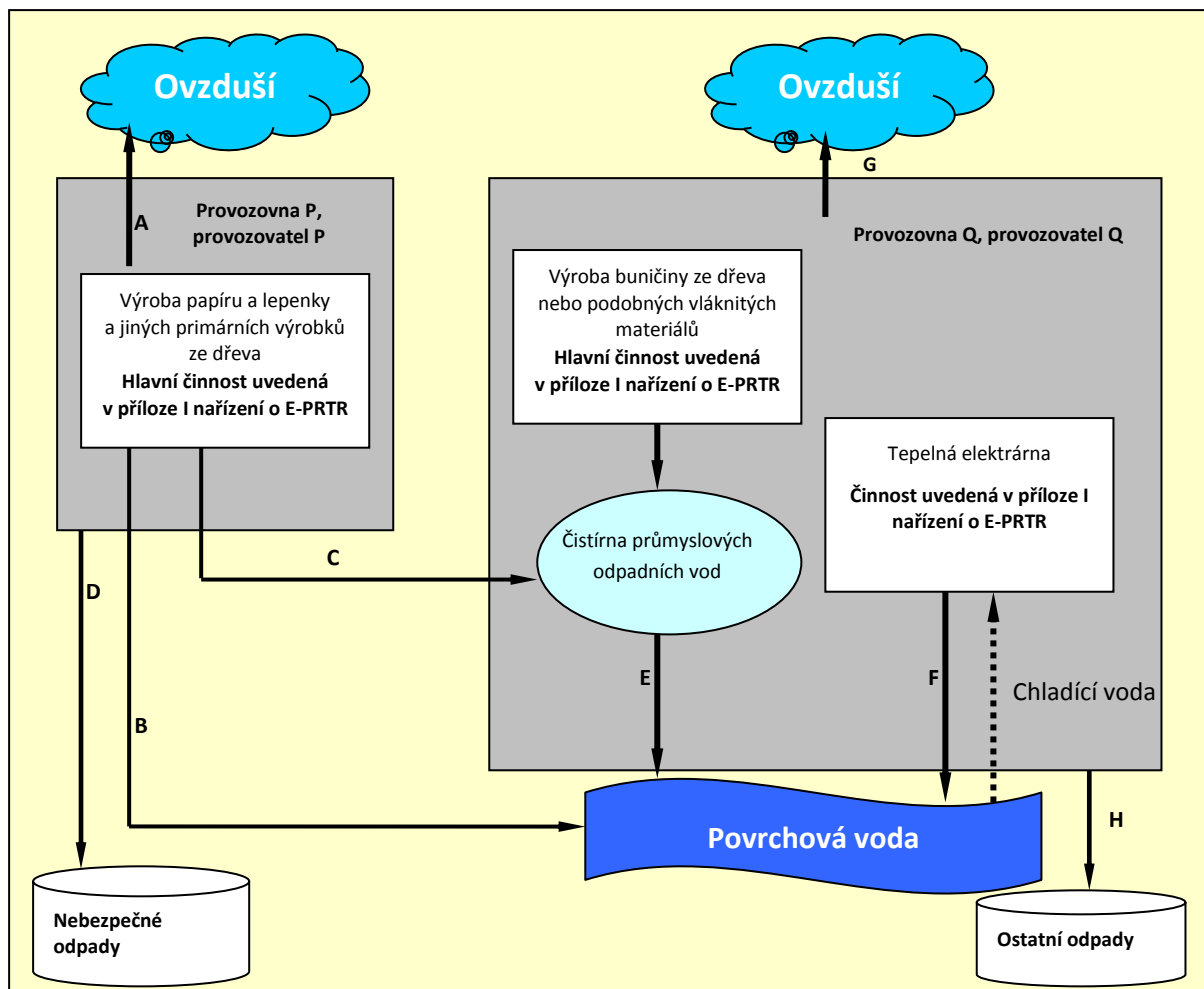 Ovzduší
Ovzduší
A
G
Provozovna P,
provozovatel P
Provozovna Q, provozovatel Q
Výroba papíru a lepenky
a jiných primárních výrobků
ze dřeva
Hlavní činnost uvedená
v příloze I nařízení o E-PRTR
Výroba buničiny ze dřeva
nebo podobných vláknitých
materiálů
Hlavní činnost uvedená
v příloze I nařízení o E-PRTR
Tepelná elektrárna
Činnost uvedená v příloze I
nařízení o E-PRTR
Čistírna průmyslových
odpadních vod
C
D
B
E
F
Chladící voda
Povrchová voda
H
Nebezpečné
odpady
Ostatní odpady